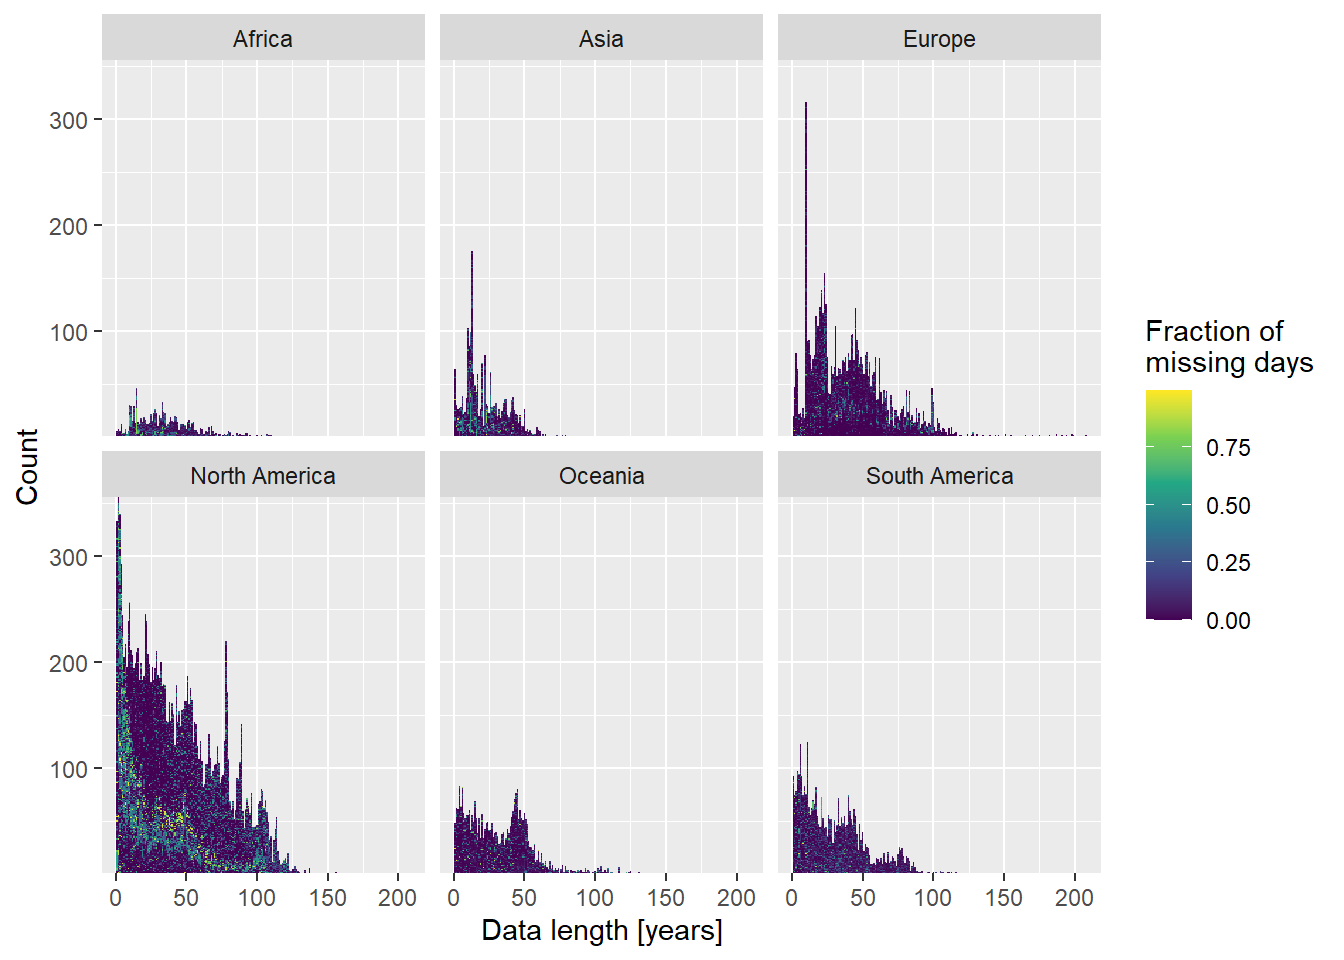 Africa
Asia
Europe
300
200
100
North America
Oceania
South America
300
200
100
0 50 100 150 200
0 50 100 150 200
0 50 100 150 200
Data length [years]
Count
Fraction of
missing days
0.75
0.50
0.25
0.00